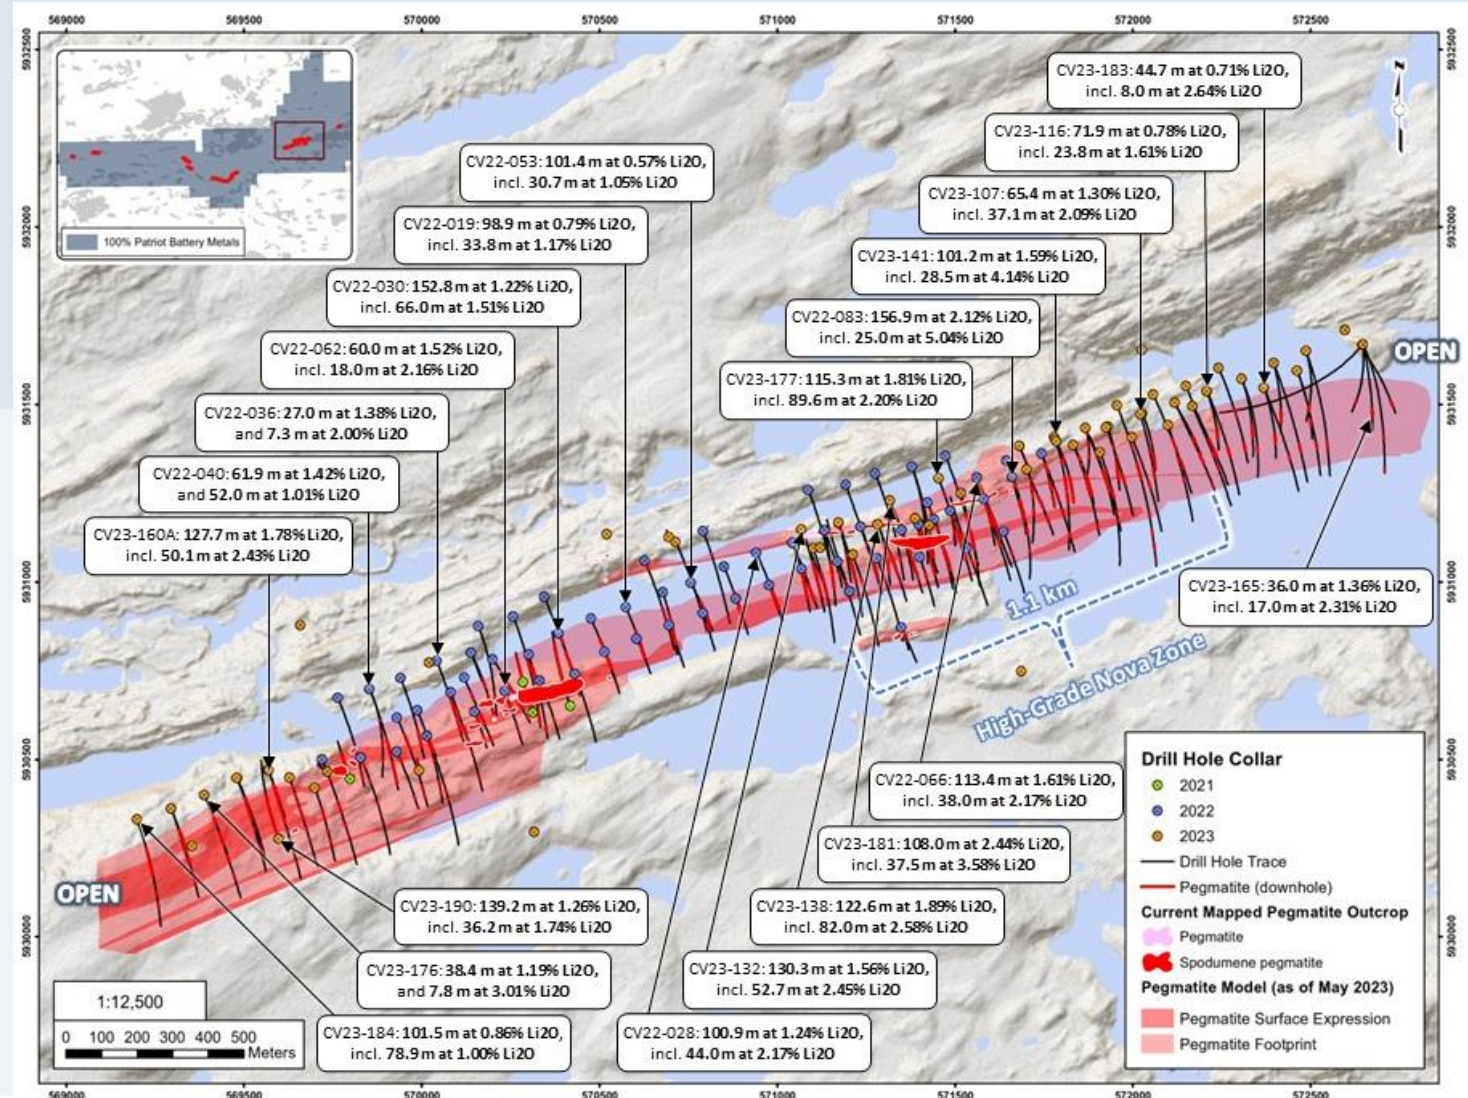 569000 569500 570000 570500 571000 571500 572000 572500
5932500
5932500
N
100% Patriot Battery Metals
CV23-183: 44.7 m at 0.71% Li2O,
incl. 8.0 m at 2.64% Li2O
CV23-116: 71.9 m at 0.78% Li2O,
incl. 23.8 m at 1.61% Li2O
CV22-053: 101.4 m at 0.57% Li2O,
incl. 30.7 m at 1.05% Li2O
CV23-107: 65.4 m at 1.30% Li2O,
incl. 37.1 m at 2.09% Li2O
5932000
5932000
CV22-019: 98.9 m at 0.79% Li2O,
incl. 33.8 m at 1.17% Li2O
CV23-141: 101.2 m at 1.59% Li2O,
incl. 28.5 m at 4.14% Li2O
CV22-030: 152.8 m at 1.22% Li2O,
incl. 66.0 m at 1.51% Li2O
CV22-083: 156.9 m at 2.12% Li2O,
incl. 25.0 m at 5.04% Li2O
CV22-062: 60.0 m at 1.52% Li2O,
incl. 18.0 m at 2.16% Li2O
OPEN
CV23-177: 115.3 m at 1.81% Li2O,
incl. 89.6 m at 2.20% Li2O
5931500
5931500
CV22-036: 27.0 m at 1.38% Li2O,
and 7.3 m at 2.00% Li2O
CV22-040: 61.9 m at 1.42% Li2O,
and 52.0 m at 1.01% Li2O
CV23-160A: 127.7 m at 1.78% Li2O,
incl. 50.1 m at 2.43% Li2O
5931000
5931000
CV23-165: 36.0 m at 1.36% Li2O,
incl. 17.0 m at 2.31% Li2O
1.1 km
High-Grade Nova Zone
5930500
5930500
CV22-066: 113.4 m at 1.61% Li2O,
incl. 38.0 m at 2.17% Li2O
CV23-181: 108.0 m at 2.44% Li2O,
incl. 37.5 m at 3.58% Li2O
OPEN
CV23-190: 139.2 m at 1.26% Li2O,
incl. 36.2 m at 1.74% Li2O
CV23-138: 122.6 m at 1.89% Li2O,
incl. 82.0 m at 2.58% Li2O
5930000
5930000
CV23-176: 38.4 m at 1.19% Li2O,
and 7.8 m at 3.01% Li2O
CV23-132: 130.3 m at 1.56% Li2O,
incl. 52.7 m at 2.45% Li2O
CV23-184: 101.5 m at 0.86% Li2O,
incl. 78.9 m at 1.00% Li2O
CV22-028: 100.9 m at 1.24% Li2O,
incl. 44.0 m at 2.17% Li2O
1:12,500
0 100 200 300 400 500
Meters
Drill Hole Collar
2021
2022
2023
Drill Hole Trace
Pegmatite (downhole)
Current Mapped Pegmatite Outcrop
Pegmatite
Spodumene pegmatite
Pegmatite Model (as of May 2023)
Pegmatite Surface Expression
Pegmatite Footprint
569000 569500 570000 570500 571000 571500 572000 572500